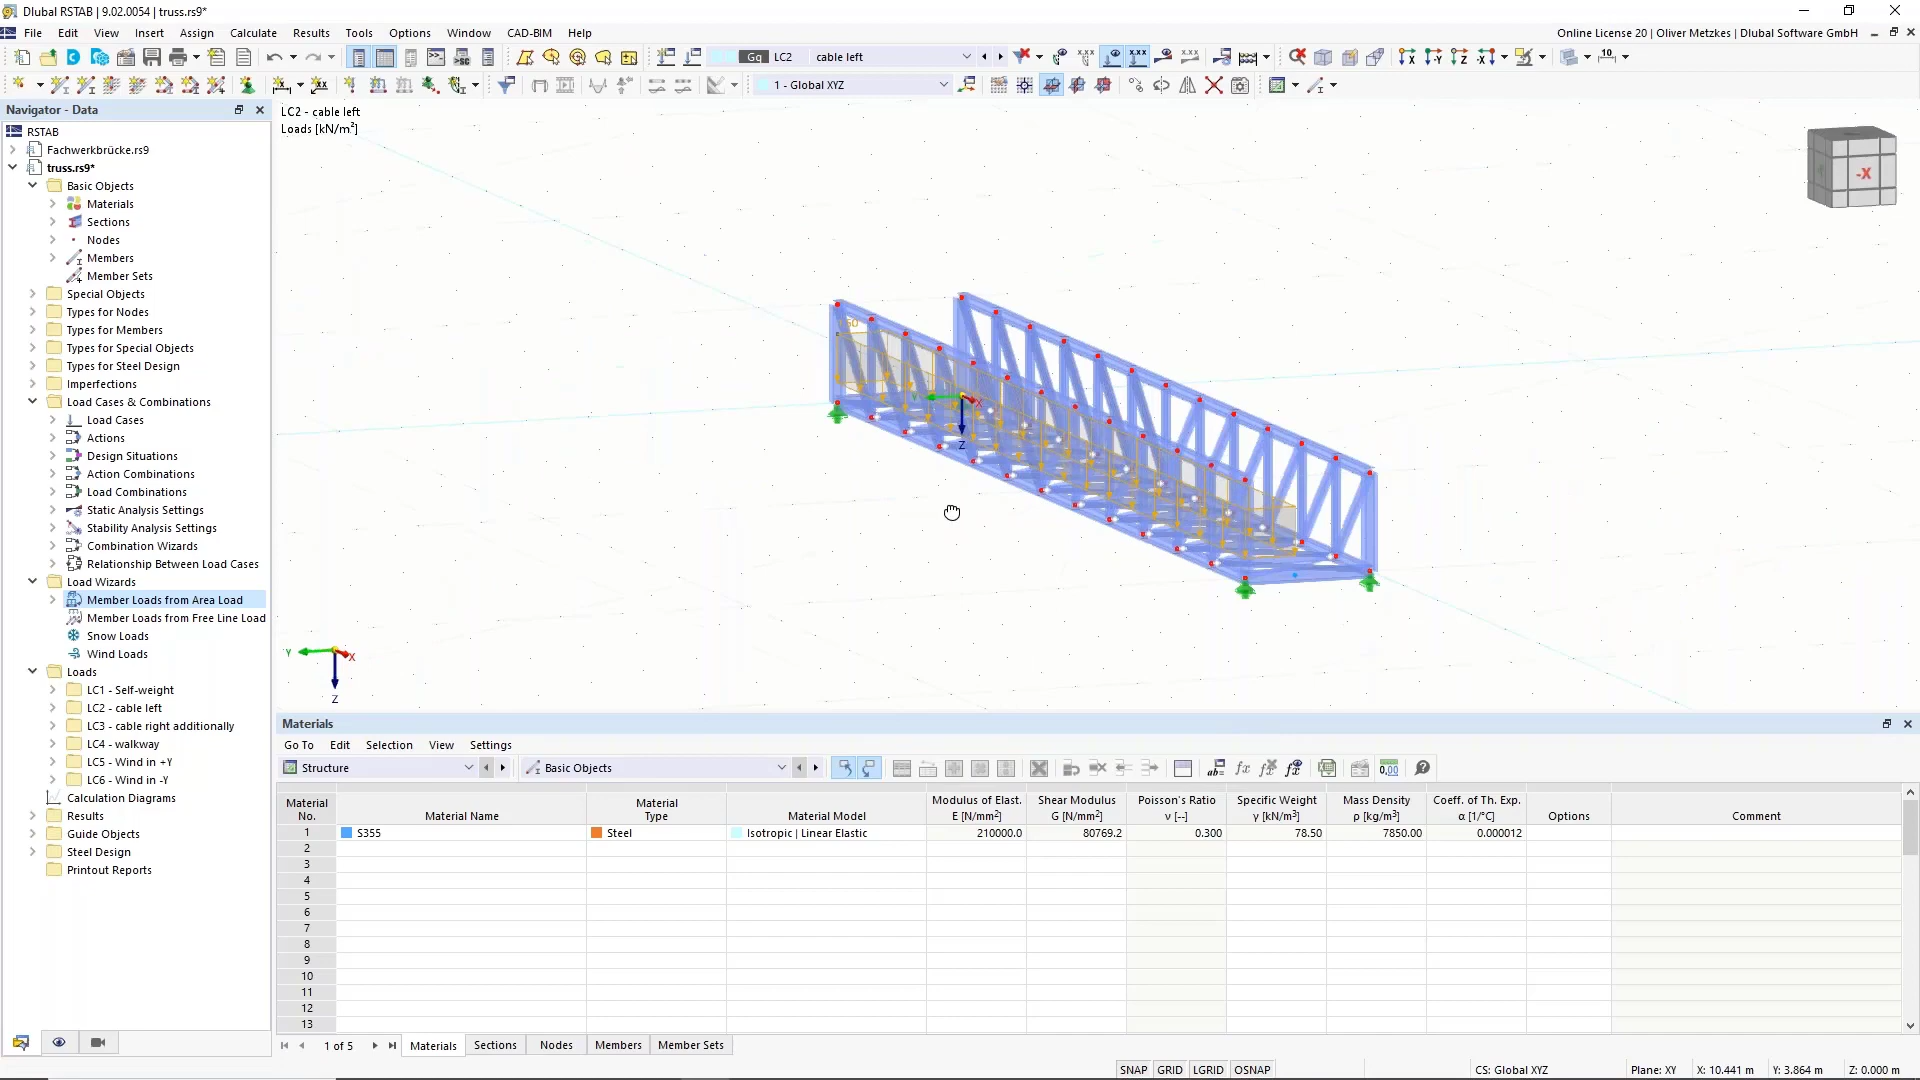 Dlubal RSTAB | 9.02.0054 | truss.rs9*
File Edit View Insert Assign Calculate Results Tools Options Window CAD-BIM Help
Online License 20 | Oliver Metzkes | Dlubal Software GmbH
Gq LC2 cable left
1 - Global XYZ
Navigator - Data
RSTAB
Fachwerkbrücke.rs9
truss.rs9*
Basic Objects
Materials
Sections
Nodes
Members
Member Sets
Special Objects
Types for Nodes
Types for Members
Types for Special Objects
Types for Steel Design
Imperfections
Load Cases & Combinations
Load Cases
Actions
Design Situations
Action Combinations
Load Combinations
Static Analysis Settings
Stability Analysis Settings
Combination Wizards
Relationship Between Load Cases
Load Wizards
Member Loads from Area Load
Member Loads from Free Line Load
Snow Loads
Wind Loads
Loads
LC1 - Self-weight
LC2 - cable left
LC3 - cable right additionally
LC4 - walkway
LC5 - Wind in +Y
LC6 - Wind in -Y
Calculation Diagrams
Results
Guide Objects
Steel Design
Printout Reports
LC2 - cable left
Loads [kN/m²]
-X
Y
X
Z
Y
X
Z
Materials
Go To Edit Selection View Settings
Structure
Basic Objects
Material No. Material Name Material Type Material Model Modulus of Elast. E [N/mm²] Shear Modulus G [N/mm²] Poisson's Ratio ν [--] Specific Weight γ [kN/m³] Mass Density ρ [kg/m³] Coeff. of Th. Exp. α [1/°C] Options Comment
1 S355 Steel Isotropic | Linear Elastic 210000.0 80769.2 0.300 78.50 7850.00 0.000012
2
3
4
5
6
7
8
9
10
11
12
13
1 of 5 Materials Sections Nodes Members Member Sets
SNAP GRID LGRID OSNAP CS: Global XYZ Plane: XY X: 10.441 m Y: 3.864 m Z: 0.000 m